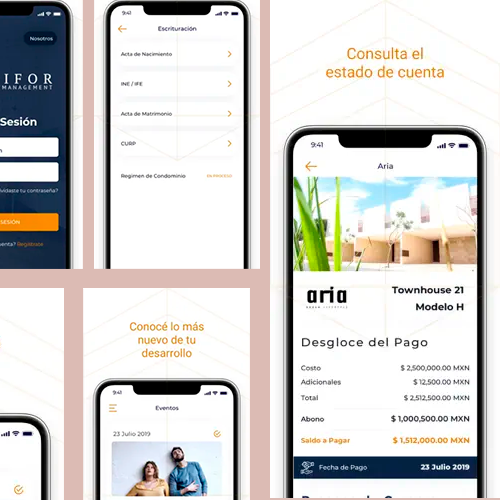 Nosotros
IFOR
MANAGEMENT
Sesión
olvidaste tu contraseña?
SESIÓN
enta? Regístrate
9:41
Escrituración
Acta de Nacimiento
INE / IFE
Acta de Matrimonio
CURP
Regimen de Condominio
Consulta el
estado de cuenta
9:41
Aria
aria
Townhouse 21
Modelo H
Desgloce del Pago
Costo $ 2,500,000.00 MXN
Adicionales $ 12,500.00 MXN
Total $ 2,512,500.00 MXN
Abono $ 1,000,500.00 MXN
Saldo a Pagar $ 1,512,000.00 MXN
Fecha de Pago 23 Julio 2019
Conocé lo más
nuevo de tu
desarrollo
9:41
Eventos
23 Julio 2019